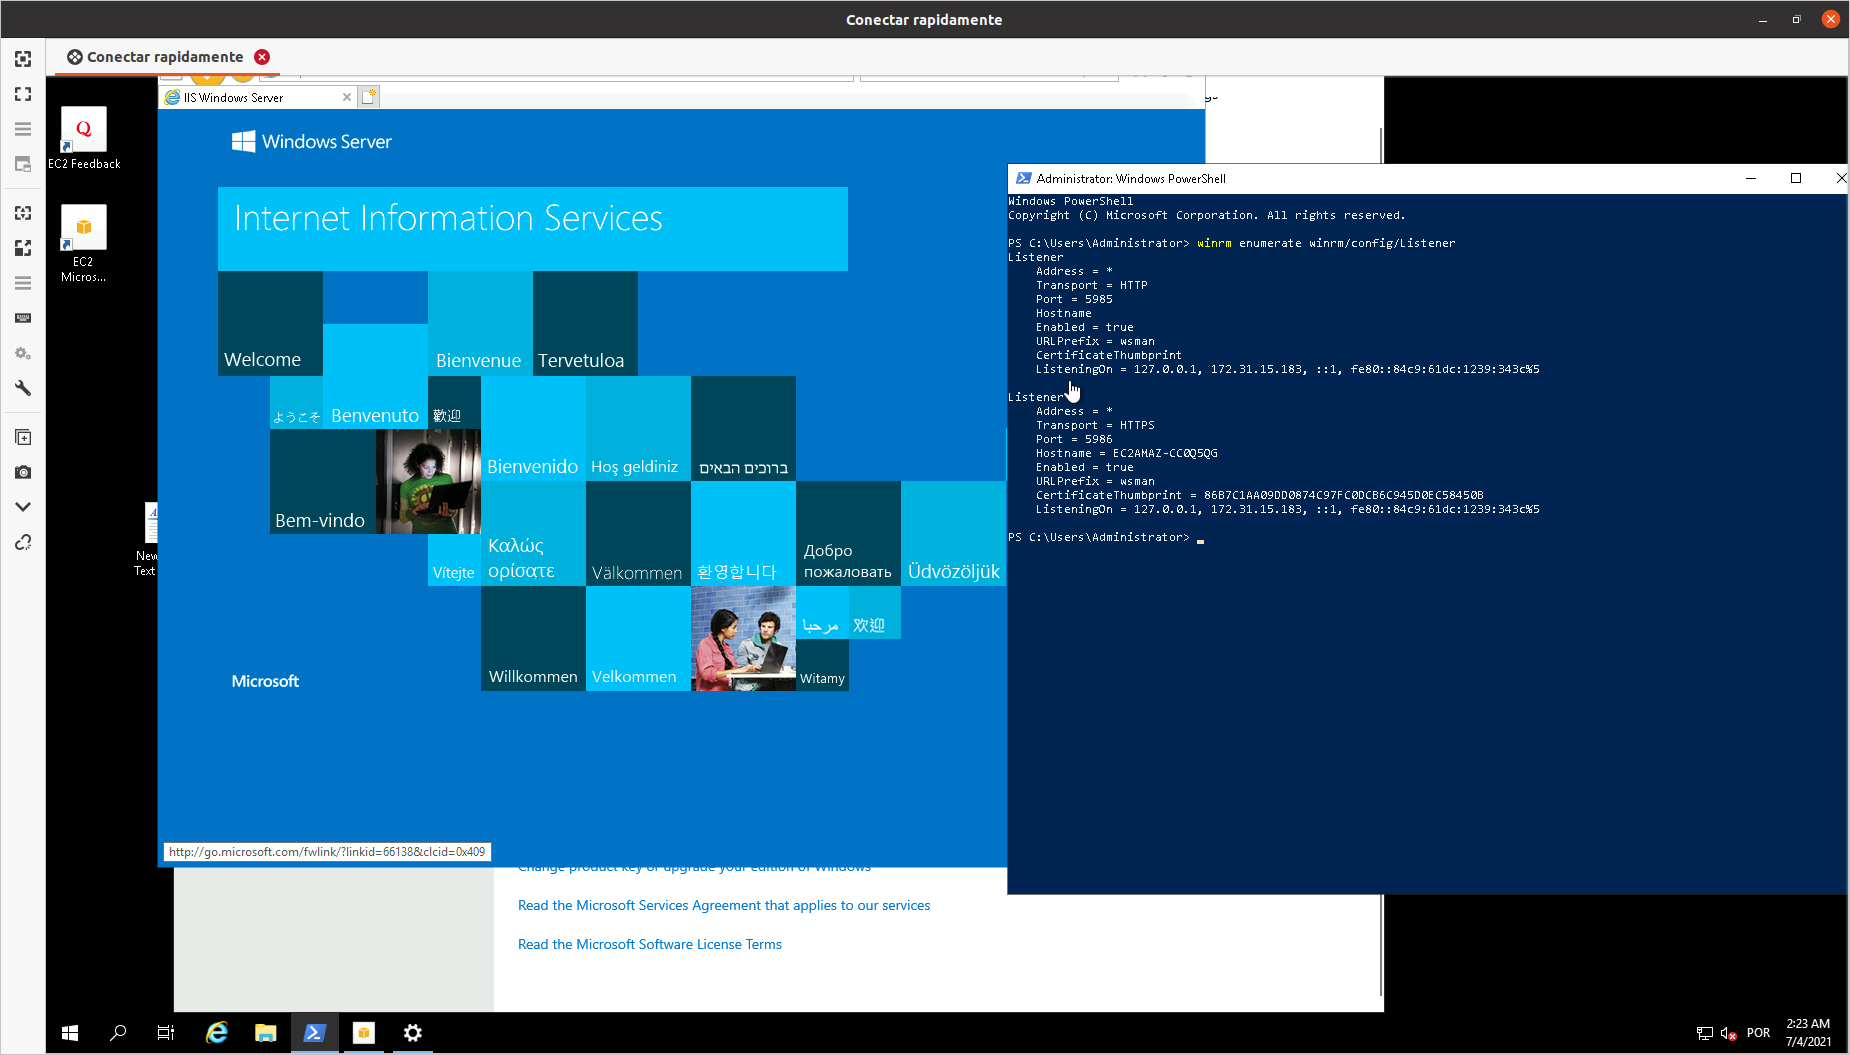 Conectar rapidamente
Conectar rapidamente
IIS Windows Server
EC2 Feedback
EC2
Micros...
New
Text
Windows Server
Internet Information Services
Welcome
Bienvenue
Tervetuloa
ようこそ
Benvenuto
歡迎
Bienvenido
Hoş geldiniz
ברוכים הבאים
Bem-vindo
Vítejte
Καλώς
ορίσατε
Välkommen
환영합니다
Добро
пожаловать
Üdvözöljük
Willkommen
Velkommen
مرحبا
欢迎
Witamy
Microsoft
http://go.microsoft.com/fwlink/?linkid=66138&clcid=0x409
Change product key or upgrade your edition of Windows
Read the Microsoft Services Agreement that applies to our services
Read the Microsoft Software License Terms
Administrator: Windows PowerShell
Windows PowerShell
Copyright (C) Microsoft Corporation. All rights reserved.
PS C:\Users\Administrator> winrm enumerate winrm/config/Listener
Listener
Address = *
Transport = HTTP
Port = 5985
Hostname
Enabled = true
URLPrefix = wsman
CertificateThumbprint
ListeningOn = 127.0.0.1, 172.31.15.183, ::1, fe80::84c9:61dc:1239:343c%5
Listener
Address = *
Transport = HTTPS
Port = 5986
Hostname = EC2AMAZ-CC0Q5QG
Enabled = true
URLPrefix = wsman
CertificateThumbprint = 86B7C1AA09DD0874C97FC0DCB6C945D0EC58450B
ListeningOn = 127.0.0.1, 172.31.15.183, ::1, fe80::84c9:61dc:1239:343c%5
PS C:\Users\Administrator>
POR
2:23 AM
7/4/2021